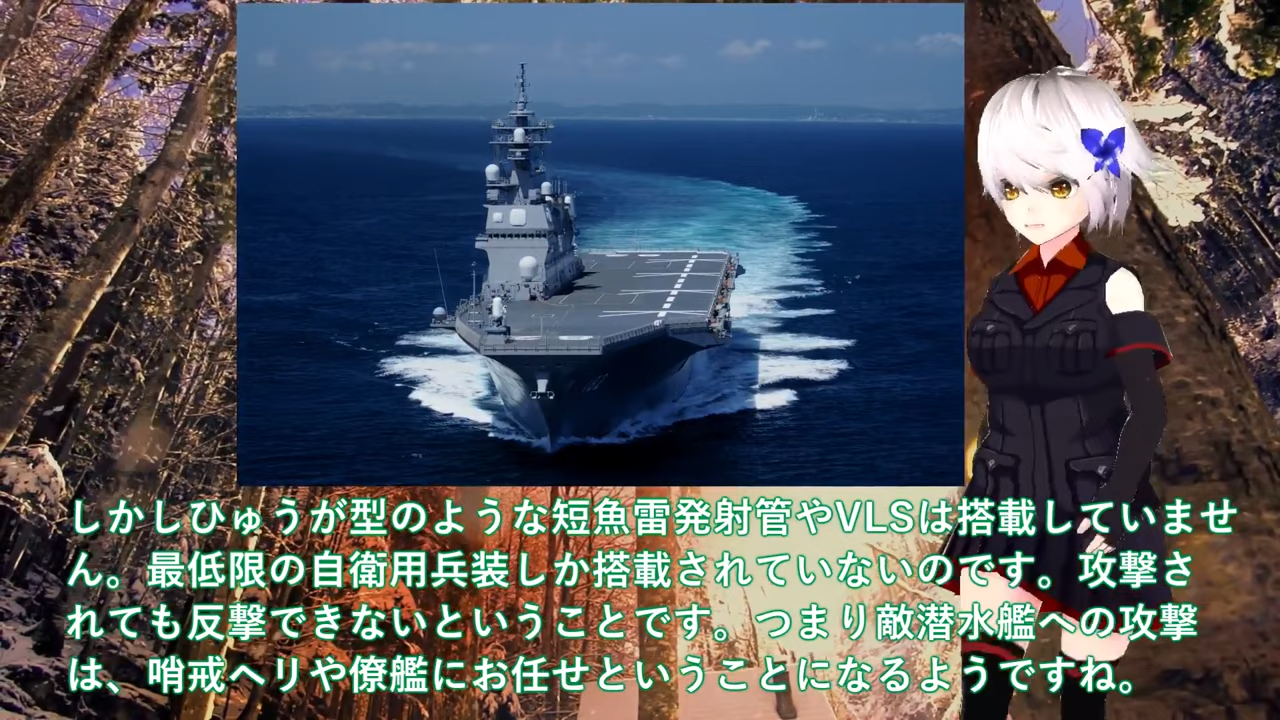 しかしひゅうが型のような短魚雷発射管やVLSは搭載していませ
ん。最低限の自衛用兵装しか搭載されていないのです。攻撃さ
れても反撃できないということです。つまり敵潜水艦への攻撃
は、哨戒ヘリや僚艦にお任せということになるようですね。